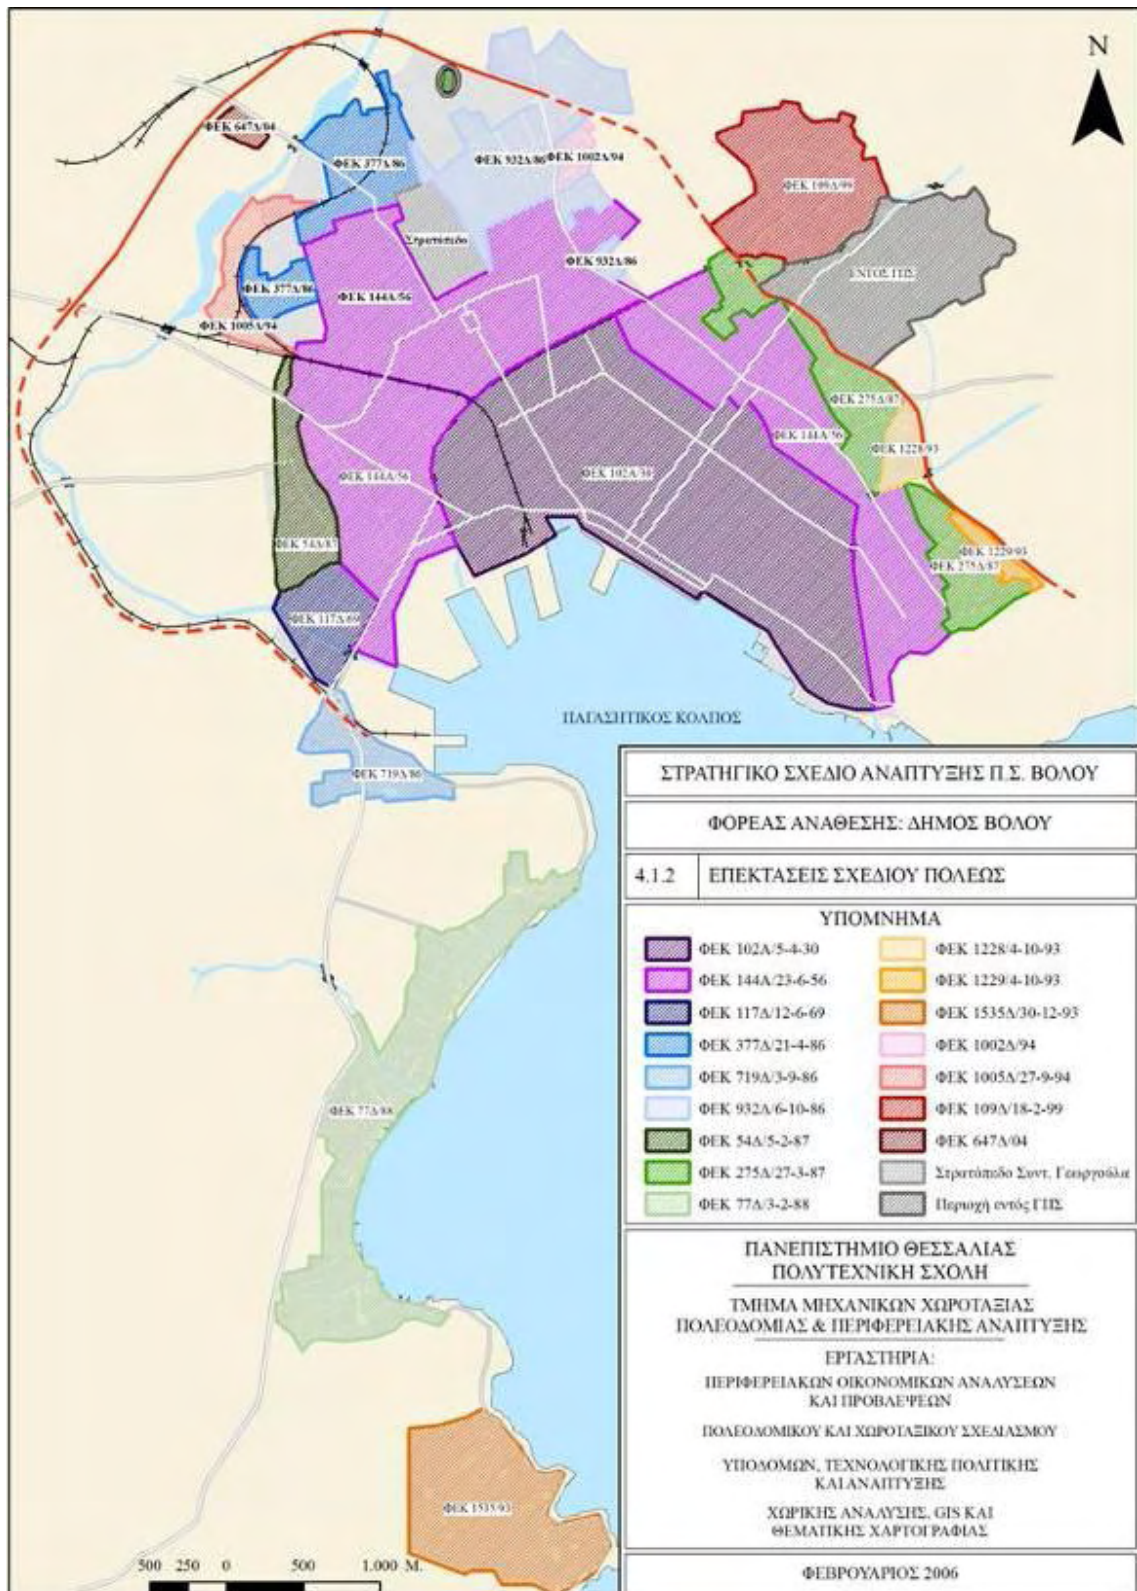 N
ΦΕΚ 647Δ/04
ΦΕΚ 377Δ/86
ΦΕΚ 932Δ/86
ΦΕΚ 1002Δ/94
ΦΕΚ 109Δ/99
Στρατόπεδο
ΦΕΚ 932Δ/86
ΕΝΤΟΣ ΓΠΣ
ΦΕΚ 377Δ/86
ΦΕΚ 144Α/56
ΦΕΚ 1005Δ/94
ΦΕΚ 275Δ/87
ΦΕΚ 144Α/56
ΦΕΚ 1228/93
ΦΕΚ 144Α/56
ΦΕΚ 102Α/30
ΦΕΚ 54Δ/87
ΦΕΚ 1229/93
ΦΕΚ 275Δ/87
ΦΕΚ 117Δ/69
ΠΑΓΑΣΗΤΙΚΟΣ ΚΟΛΠΟΣ
ΦΕΚ 719Δ/86
ΦΕΚ 77Δ/88
ΦΕΚ 1535/93
500 250 0 500 1.000 Μ.
ΣΤΡΑΤΗΓΙΚΟ ΣΧΕΔΙΟ ΑΝΑΠΤΥΞΗΣ Π.Σ. ΒΟΛΟΥ
ΦΟΡΕΑΣ ΑΝΑΘΕΣΗΣ: ΔΗΜΟΣ ΒΟΛΟΥ
4.1.2 ΕΠΕΚΤΑΣΕΙΣ ΣΧΕΔΙΟΥ ΠΟΛΕΩΣ
ΥΠΟΜΝΗΜΑ
ΦΕΚ 102Α/5-4-30
ΦΕΚ 144Α/23-6-56
ΦΕΚ 117Δ/12-6-69
ΦΕΚ 377Δ/21-4-86
ΦΕΚ 719Δ/3-9-86
ΦΕΚ 932Δ/6-10-86
ΦΕΚ 54Δ/5-2-87
ΦΕΚ 275Δ/27-3-87
ΦΕΚ 77Δ/3-2-88
ΦΕΚ 1228/4-10-93
ΦΕΚ 1229/4-10-93
ΦΕΚ 1535Δ/30-12-93
ΦΕΚ 1002Δ/94
ΦΕΚ 1005Δ/27-9-94
ΦΕΚ 109Δ/18-2-99
ΦΕΚ 647Δ/04
Στρατόπεδο Συντ. Γεωργούλα
Περιοχή εντός ΓΠΣ
ΠΑΝΕΠΙΣΤΗΜΙΟ ΘΕΣΣΑΛΙΑΣ
ΠΟΛΥΤΕΧΝΙΚΗ ΣΧΟΛΗ
ΤΜΗΜΑ ΜΗΧΑΝΙΚΩΝ ΧΩΡΟΤΑΞΙΑΣ
ΠΟΛΕΟΔΟΜΙΑΣ & ΠΕΡΙΦΕΡΕΙΑΚΗΣ ΑΝΑΠΤΥΞΗΣ
ΕΡΓΑΣΤΗΡΙΑ:
ΠΕΡΙΦΕΡΕΙΑΚΩΝ ΟΙΚΟΝΟΜΙΚΩΝ ΑΝΑΛΥΣΕΩΝ
ΚΑΙ ΠΡΟΒΛΕΨΕΩΝ
ΠΟΛΕΟΔΟΜΙΚΟΥ ΚΑΙ ΧΩΡΟΤΑΞΙΚΟΥ ΣΧΕΔΙΑΣΜΟΥ
ΥΠΟΔΟΜΩΝ, ΤΕΧΝΟΛΟΓΙΚΗΣ ΠΟΛΙΤΙΚΗΣ
ΚΑΙ ΑΝΑΠΤΥΞΗΣ
ΧΩΡΙΚΗΣ ΑΝΑΛΥΣΗΣ, GIS ΚΑΙ
ΘΕΜΑΤΙΚΗΣ ΧΑΡΤΟΓΡΑΦΙΑΣ
ΦΕΒΡΟΥΑΡΙΟΣ 2006